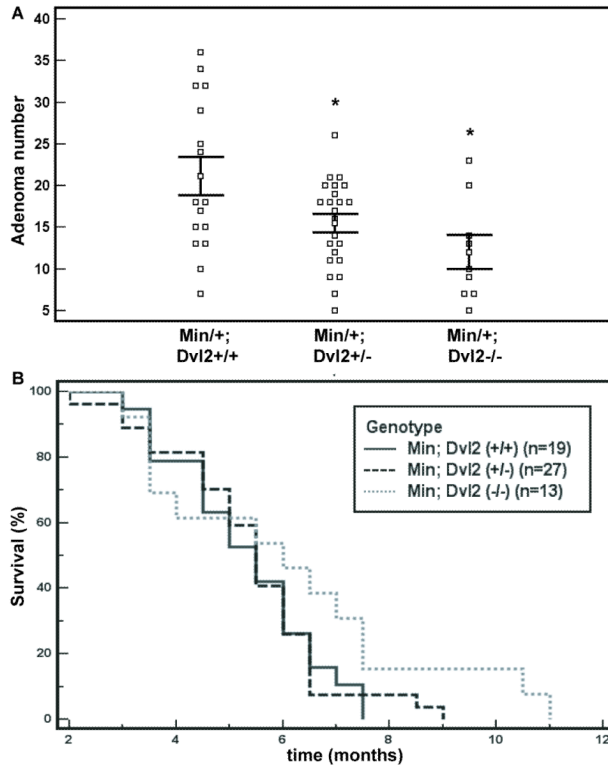 A
40
35
30
25
20
15
10
5
Adenoma number
*
*
Min/+;
Dvl2+/+
Min/+;
Dvl2+/-
Min/+;
Dvl2-/-
B
100
80
60
40
20
0
Survival (%)
Genotype
Min; Dvl2 (+/+) (n=19)
Min; Dvl2 (+/-) (n=27)
Min; Dvl2 (-/-) (n=13)
2
4
6
8
10
12
time (months)